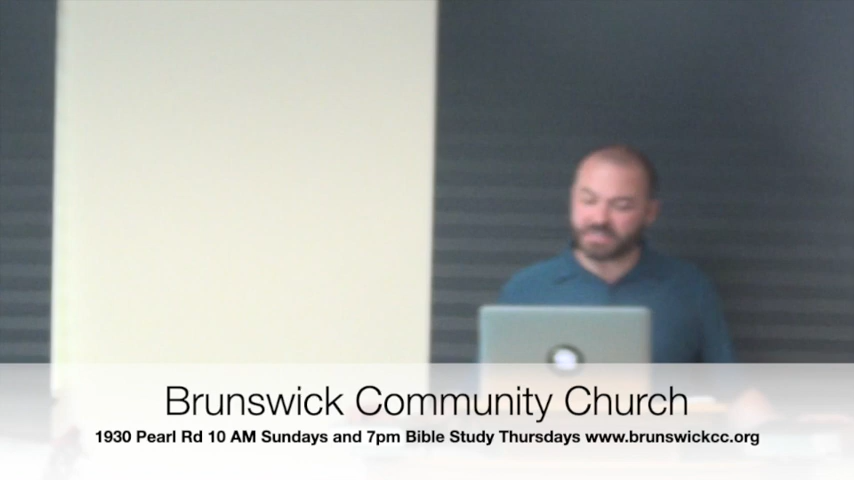 Brunswick Community Church
1930 Pearl Rd 10 AM Sundays and 7pm Bible Study Thursdays www.brunswickcc.org